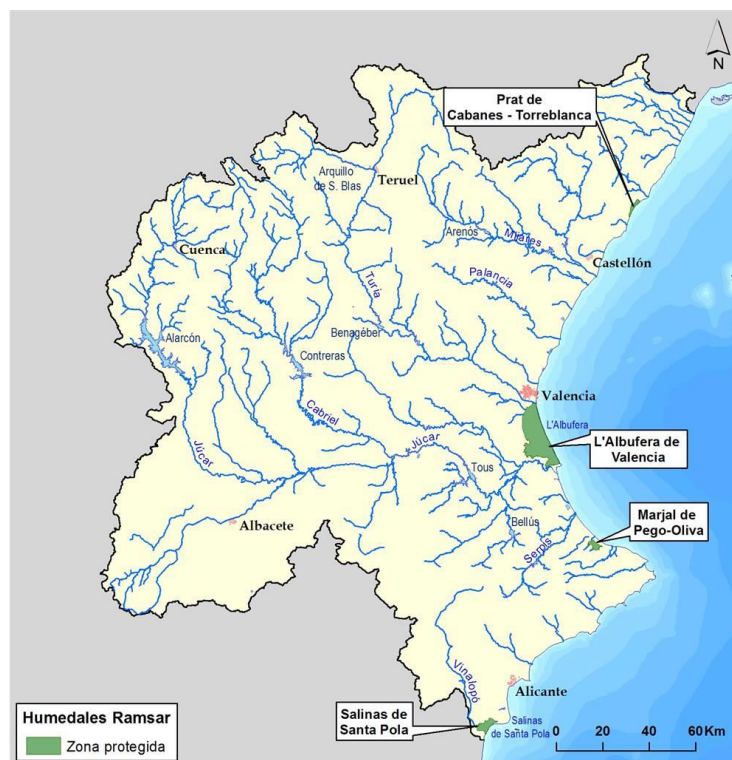 N
Prat de
Cabanes - Torreblanca
Arquillo
de S. Blas
Teruel
Arenós
Mijares
Cuenca
Castellón
Palancia
Turia
Alarcón
Benagéber
Contreras
Valencia
Cabriel
L'Albufera
L'Albufera de
Valencia
Júcar
Júcar
Tous
Albacete
Bellús
Marjal de
Pego-Oliva
Serpis
Vinalopó
Alicante
Salinas de
Santa Pola
Salinas
de Santa Pola
Humedales Ramsar
Zona protegida
0 20 40 60 Km